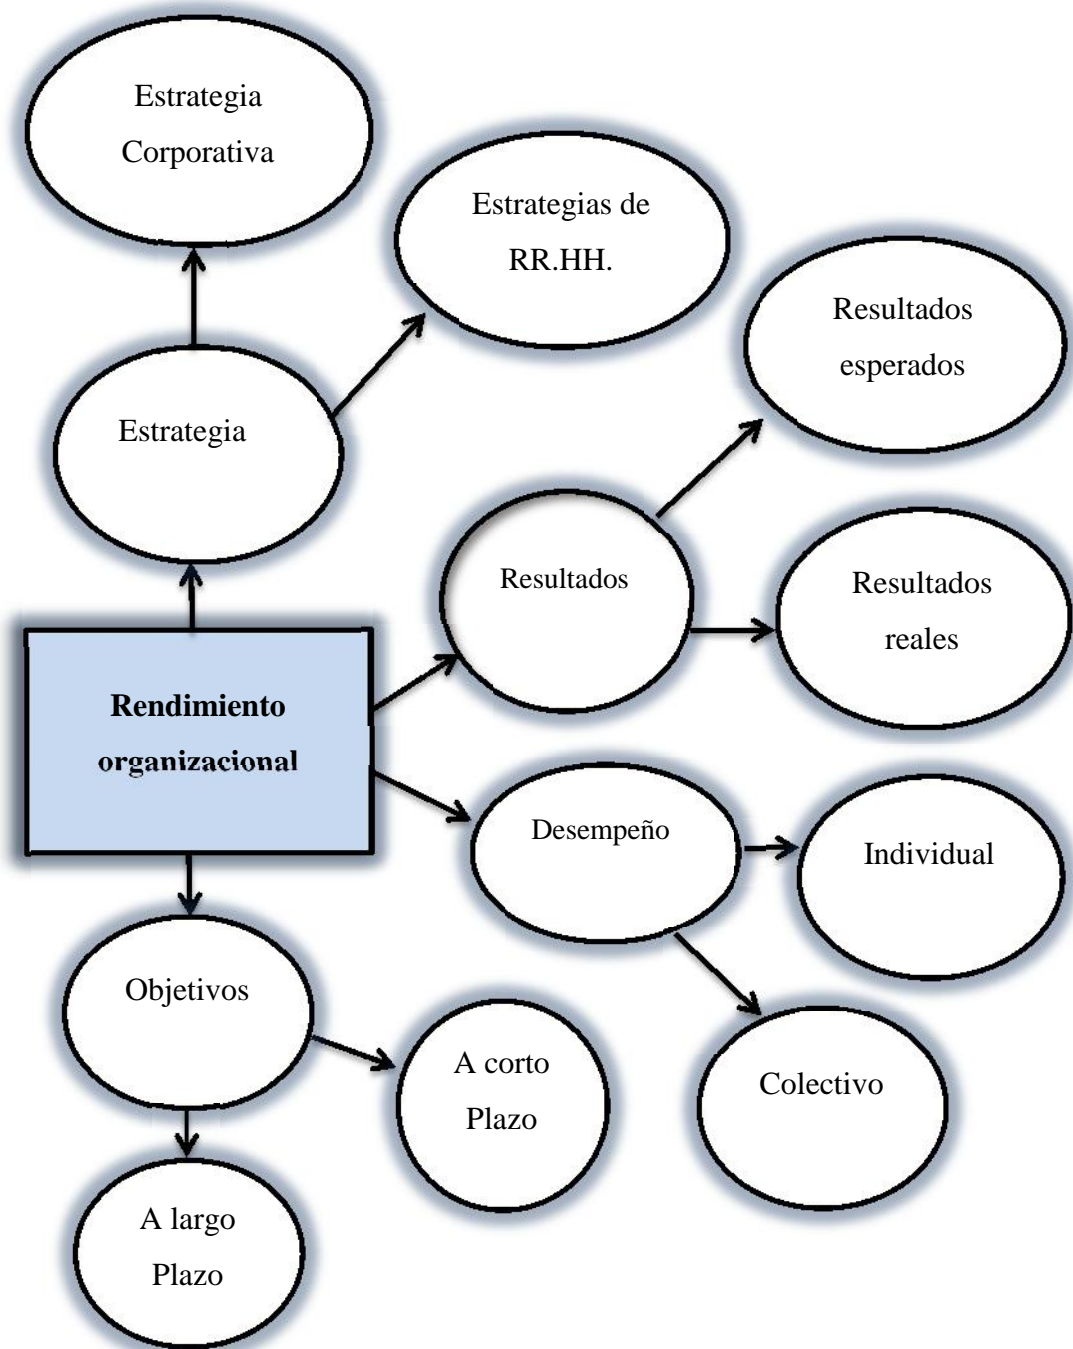 Estrategia
Corporativa
Estrategias de
RR.HH.
Resultados
esperados
Estrategia
Resultados
Resultados
reales
Rendimiento
organizacional
Desempeño
Individual
Objetivos
A corto
Plazo
Colectivo
A largo
Plazo